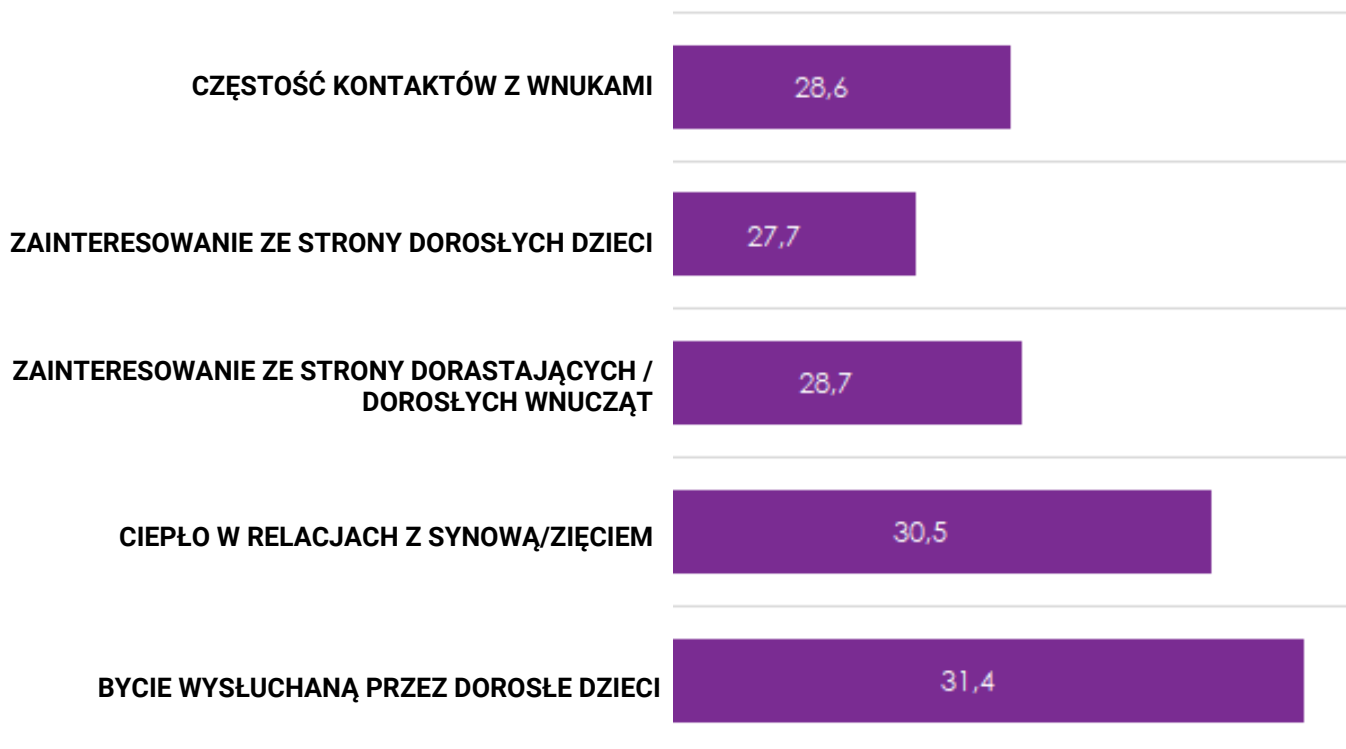 CZĘSTOŚĆ KONTAKTÓW Z WNUKAMI
28,6
ZAINTERESOWANIE ZE STRONY DOROSŁYCH DZIECI
27,7
ZAINTERESOWANIE ZE STRONY DORASTAJĄCYCH /
DOROSŁYCH WNUCZĄT
28,7
CIEPŁO W RELACJACH Z SYNOWĄ/ZIĘCIEM
30,5
BYCIE WYSŁUCHANĄ PRZEZ DOROSŁE DZIECI
31,4